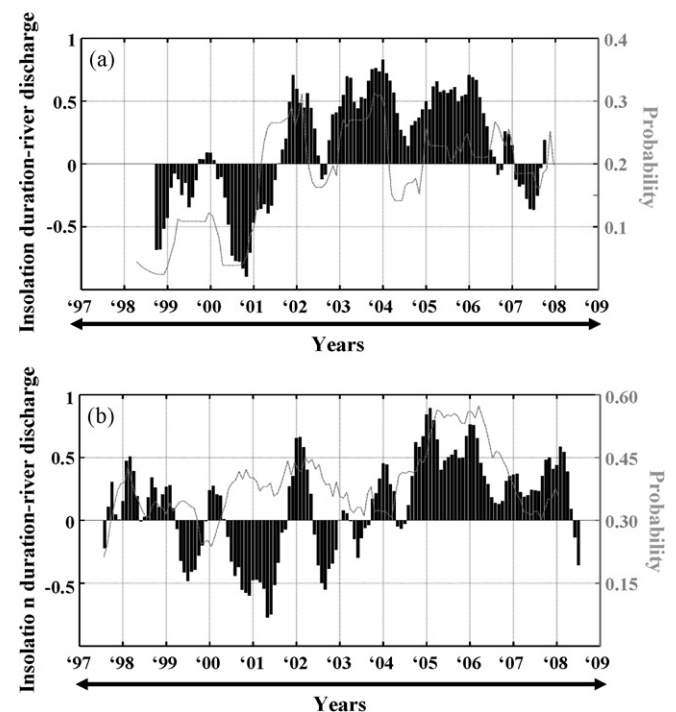 (a)
Insolation duration-river discharge
1
0.5
0
-0.5
0.4
0.3
0.2
0.1
Probability
‘97 ‘98 ‘99 ‘00 ‘01 ‘02 ‘03 ‘04 ‘05 ‘06 ‘07 ‘08 ‘09
Years
(b)
Insolatio n duration-river discharge
1
0.5
0
-0.5
0.60
0.45
0.30
0.15
Probability
‘97 ‘98 ‘99 ‘00 ‘01 ‘02 ‘03 ‘04 ‘05 ‘06 ‘07 ‘08 ‘09
Years